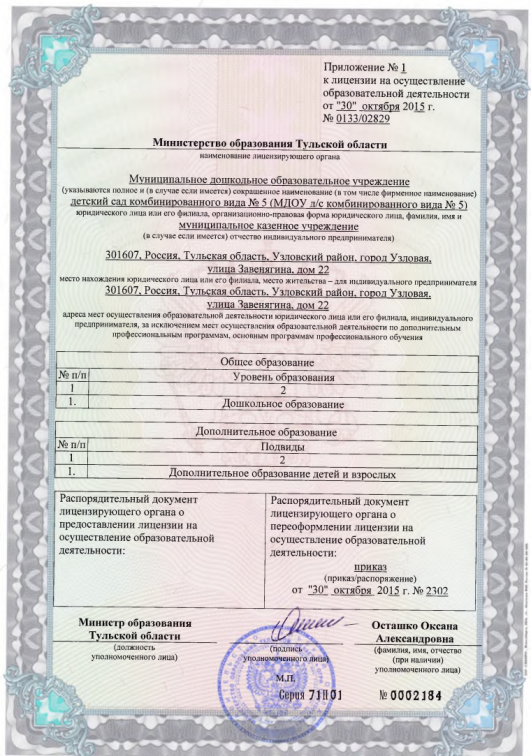 Приложение № 1
к лицензии на осуществление
образовательной деятельности
от "30" октября 2015 г.
№ 0133/02829
Министерство образования Тульской области
наименование лицензирующего органа
Муниципальное дошкольное образовательное учреждение
(указываются полное и (в случае если имеется) сокращенное наименование (в том числе фирменное наименование)
детский сад комбинированного вида № 5 (МДОУ д/с комбинированного вида № 5)
юридического лица или его филиала, организационно-правовая форма юридического лица, фамилия, имя и
муниципальное казенное учреждение
(в случае если имеется) отчество индивидуального предпринимателя)
301607, Россия, Тульская область, Узловский район, город Узловая,
улица Завенягина, дом 22
место нахождения юридического лица или его филиала, место жительства – для индивидуального предпринимателя
301607, Россия, Тульская область, Узловский район, город Узловая,
улица Завенягина, дом 22
адреса мест осуществления образовательной деятельности юридического лица или его филиала, индивидуального
предпринимателя, за исключением мест осуществления образовательной деятельности по дополнительным
профессиональным программам, основным программам профессионального обучения
Общее образование
№ п/п Уровень образования
1 2
1. Дошкольное образование
Дополнительное образование
№ п/п Подвиды
1 2
1. Дополнительное образование детей и взрослых
Распорядительный документ
лицензирующего органа о
предоставлении лицензии на
осуществление образовательной
деятельности:
Распорядительный документ
лицензирующего органа о
переоформлении лицензии на
осуществление образовательной
деятельности:
приказ
(приказ/распоряжение)
от "30" октября 2015 г. № 2302
Министр образования
Тульской области
(должность
уполномоченного лица)
(подпись
уполномоченного лица)
Осташко Оксана
Александровна
(фамилия, имя, отчество
(при наличии)
уполномоченного лица)
М.П.
Серия 71П01 № 0002184